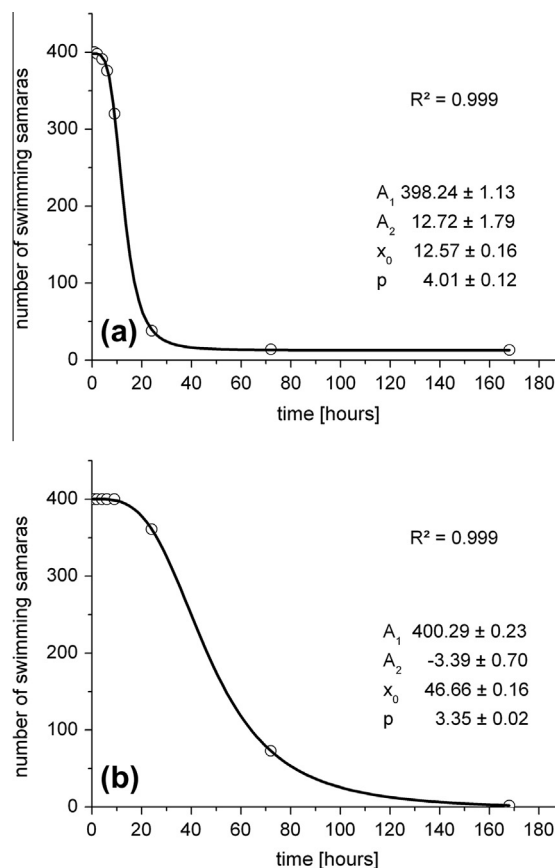 400
300
200
100
0
number of swimming samaras
R² = 0.999
A₁ 398.24 ± 1.13
A₂ 12.72 ± 1.79
x₀ 12.57 ± 0.16
p 4.01 ± 0.12
(a)
0 20 40 60 80 100 120 140 160 180
time [hours]
400
300
200
100
0
number of swimming samaras
R² = 0.999
A₁ 400.29 ± 0.23
A₂ -3.39 ± 0.70
x₀ 46.66 ± 0.16
p 3.35 ± 0.02
(b)
0 20 40 60 80 100 120 140 160 180
time [hours]